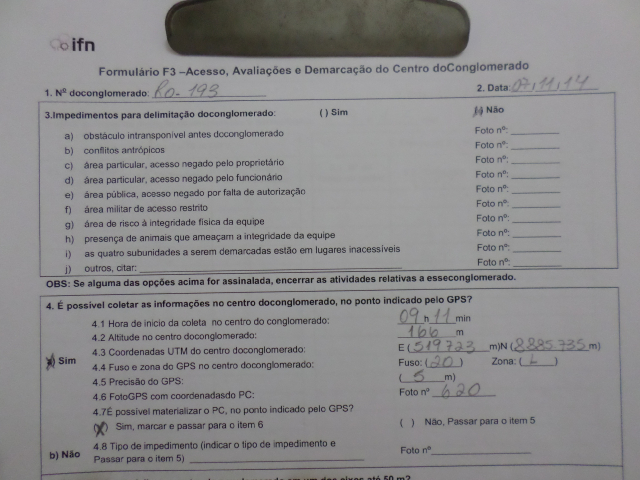 ifn
Formulário F3 –Acesso, Avaliações e Demarcação do Centro doConglomerado
1. Nº doconglomerado: Ro- 193 2. Data: 07, 11, 14
3.Impedimentos para delimitação doconglomerado: ( ) Sim (x) Não
a) obstáculo intransponível antes doconglomerado Foto nº:
b) conflitos antrópicos Foto nº:
c) área particular, acesso negado pelo proprietário Foto nº:
d) área particular, acesso negado pelo funcionário Foto nº:
e) área pública, acesso negado por falta de autorização Foto nº:
f) área militar de acesso restrito Foto nº:
g) área de risco à integridade física da equipe Foto nº:
h) presença de animais que ameaçam a integridade da equipe Foto nº:
i) as quatro subunidades a serem demarcadas estão em lugares inacessíveis Foto nº:
j) outros, citar: Foto nº:
OBS: Se alguma das opções acima for assinalada, encerrar as atividades relativas a esseconglomerado.
4. É possível coletar as informações no centro doconglomerado, no ponto indicado pelo GPS?
4.1 Hora de inicio da coleta no centro do conglomerado: 09 h 11 min
4.2 Altitude no centro doconglomerado: 166 m
4.3 Coordenadas UTM do centro doconglomerado: E ( 519723 m)N ( 8885735 m)
Sim
4.4 Fuso e zona do GPS no centro doconglomerado: Fuso: ( 20 ) Zona: ( L )
4.5 Precisão do GPS: ( 5 m)
4.6 FotoGPS com coordenadasdo PC: Foto nº 620
4.7É possível materializar o PC, no ponto indicado pelo GPS?
(X) Sim, marcar e passar para o item 6 ( ) Não, Passar para o item 5
b) Não
4.8 Tipo de impedimento (indicar o tipo de impedimento e Foto nº
Passar para o item 5)